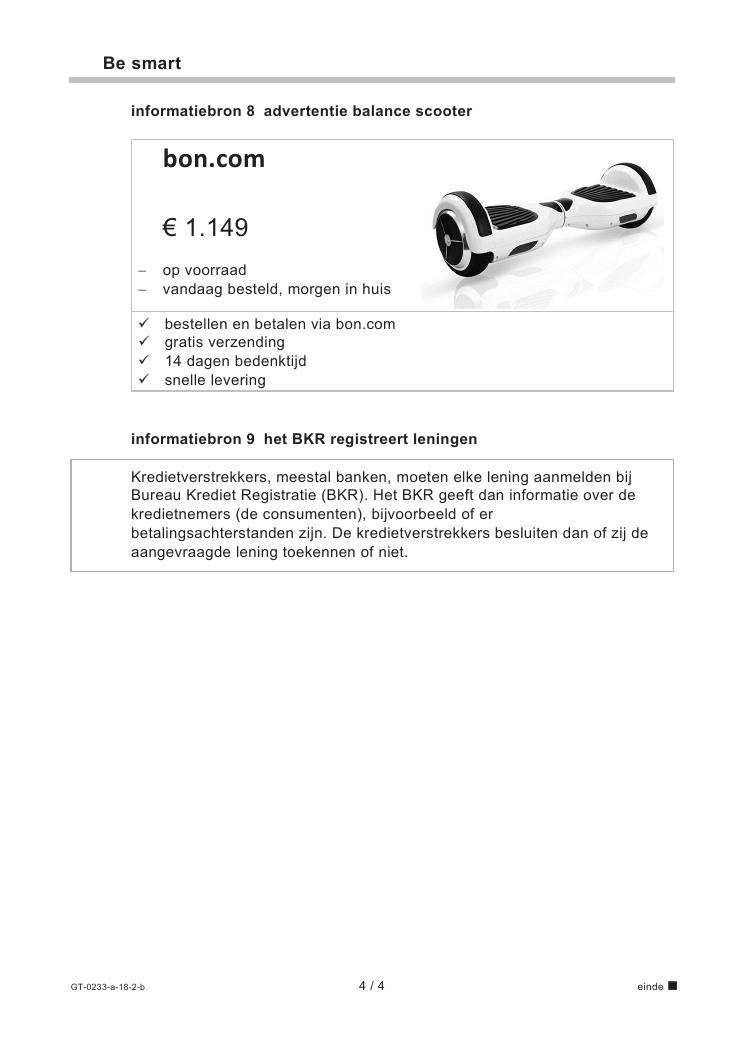 Be smart
informatiebron 8 advertentie balance scooter
bon.com
€ 1.149
– op voorraad
– vandaag besteld, morgen in huis
✓ bestellen en betalen via bon.com
✓ gratis verzending
✓ 14 dagen bedenktijd
✓ snelle levering
informatiebron 9 het BKR registreert leningen
Kredietverstrekkers, meestal banken, moeten elke lening aanmelden bij
Bureau Krediet Registratie (BKR). Het BKR geeft dan informatie over de
kredietnemers (de consumenten), bijvoorbeeld of er
betalingsachterstanden zijn. De kredietverstrekkers besluiten dan of zij de
aangevraagde lening toekennen of niet.
GT-0233-a-18-2-b
4 / 4
einde ■